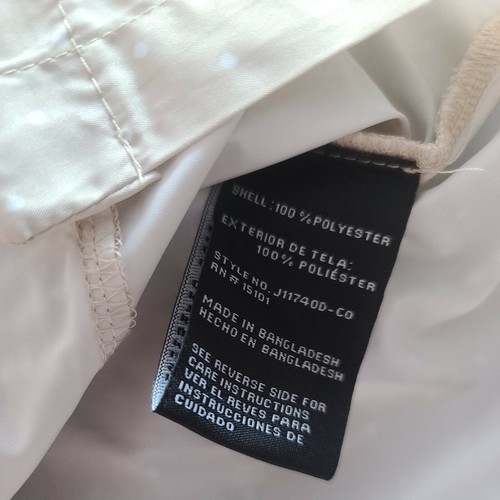 SHELL: 100 % POLYESTER
EXTERIOR DE TELA:
100 % POLIÉSTER
STYLE NO. J11740D-CO
RN # 15101
MADE IN BANGLADESH
HECHO EN BANGLADESH
SEE REVERSE SIDE FOR
CARE INSTRUCTIONS
VER EL REVES PARA
INSTRUCCIONES DE
CUIDADO